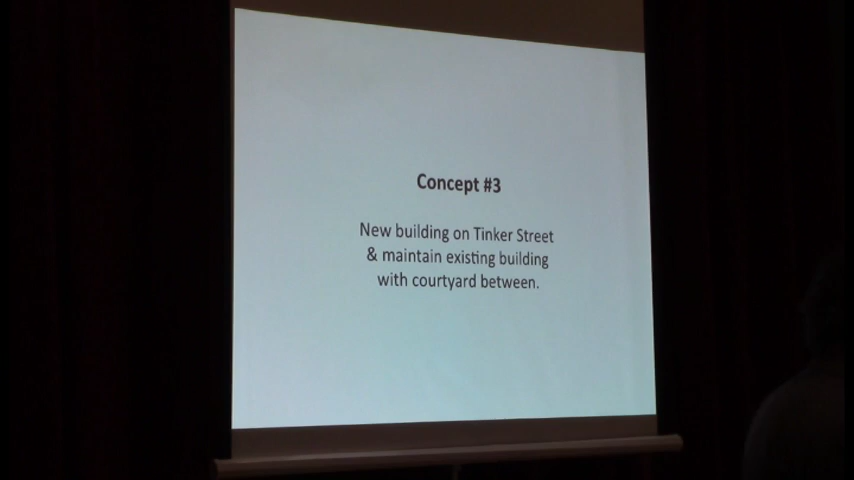 Concept #3
New building on Tinker Street
& maintain existing building
with courtyard between.